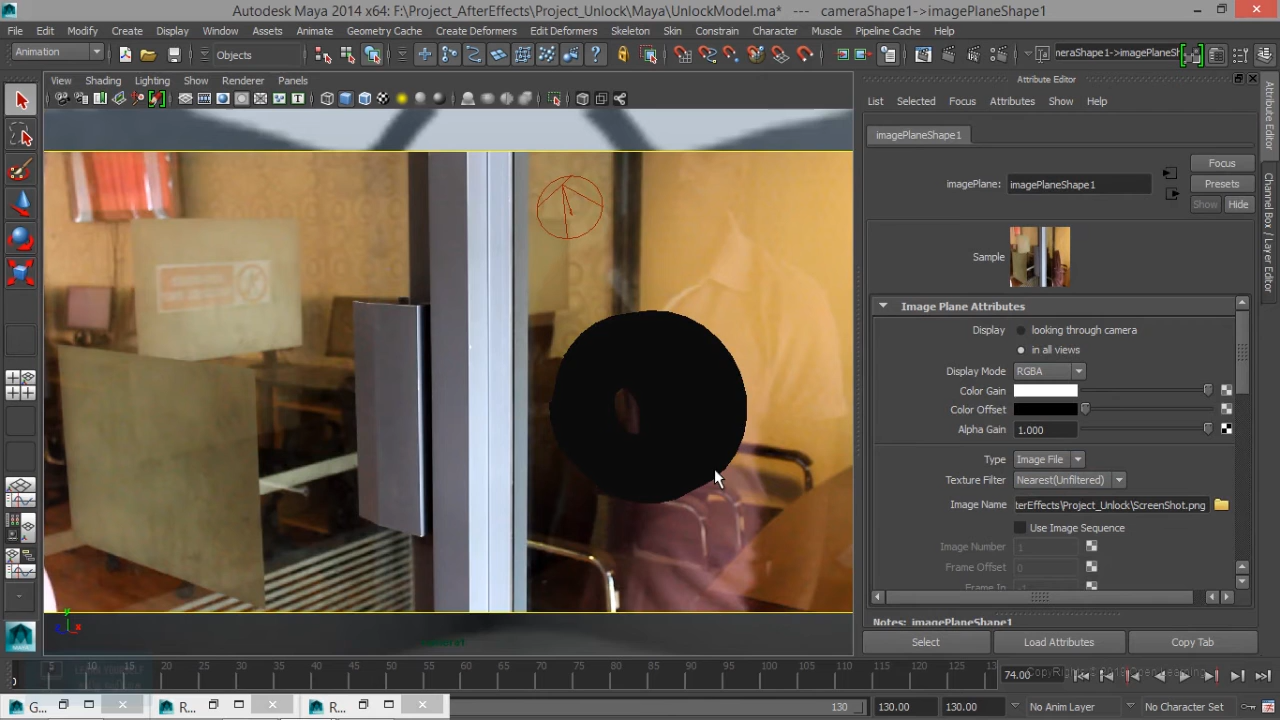 Autodesk Maya 2014 x64: F:\Project_AfterEffects\Project_Unlock\Maya\UnlockModel.ma* --- cameraShape1->imagePlaneShape1
File Edit Modify Create Display Window Assets Animate Geometry Cache Create Deformers Edit Deformers Skeleton Skin Constrain Character Muscle Pipeline Cache Help
Animation Objects neraShape1->imagePlaneSh
View Shading Lighting Show Renderer Panels
Attribute Editor
List Selected Focus Attributes Show Help
imagePlaneShape1
Focus
imagePlane: imagePlaneShape1 Presets
Show Hide
Sample
Image Plane Attributes
Display looking through camera
in all views
Display Mode RGBA
Color Gain
Color Offset
Alpha Gain 1.000
Type Image File
Texture Filter Nearest(Unfiltered)
Image Name terEffects\Project_Unlock\ScreenShot.png
Use Image Sequence
Image Number 1
Frame Offset 0
Notes: imagePlaneShape1
Select Load Attributes Copy Tab
Attribute Editor
Channel Box / Layer Editor
y
x
camera1
5 10 15 20 25 30 35 40 45 50 55 60 65 70 75 80 85 90 95 100 105 110 115 120 125 74.00
G... R... R... 130 130.00 130.00 No Anim Layer No Character Set